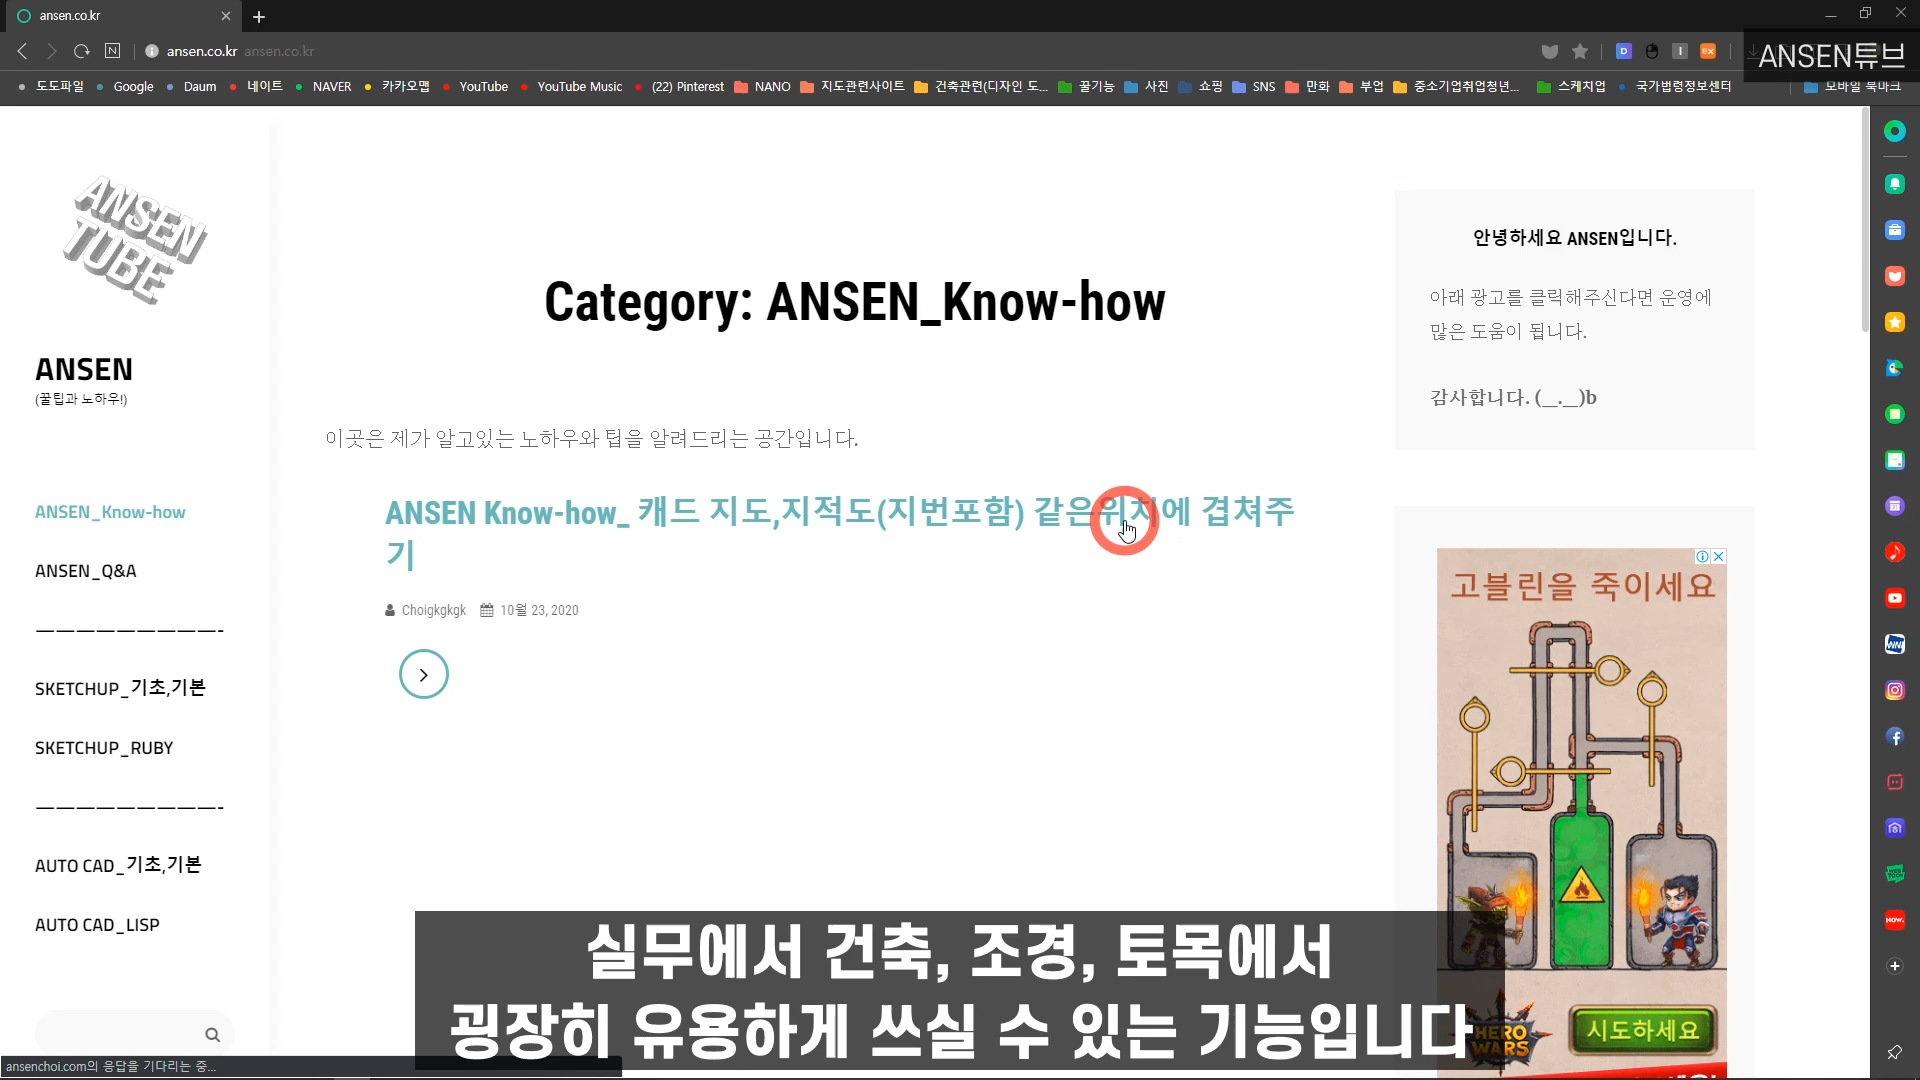 ansen.co.kr
ansen.co.kr ansen.co.kr
ANSEN튜브
도도파일 Google Daum 네이트 NAVER 카카오맵 YouTube YouTube Music (22) Pinterest NANO 지도관련사이트 건축관련(디자인 도... 꿀기능 사진 쇼핑 SNS 만화 부업 중소기업취업청년... 스케치업 국가법령정보센터 모바일 북마크
ANSEN
TUBE
ANSEN
(꿀팁과 노하우!)
ANSEN_Know-how
ANSEN_Q&A
—————————-
SKETCHUP_기초,기본
SKETCHUP_RUBY
—————————-
AUTO CAD_기초,기본
AUTO CAD_LISP
Category: ANSEN_Know-how
이곳은 제가 알고있는 노하우와 팁을 알려드리는 공간입니다.
ANSEN Know-how_ 캐드 지도,지적도(지번포함) 같은위치에 겹쳐주
기
Choigkgkgk 10월 23, 2020
안녕하세요 ANSEN입니다.
아래 광고를 클릭해주신다면 운영에
많은 도움이 됩니다.
감사합니다. (__.__)b
고블린을 죽이세요
HERO
WARS
시도하세요
실무에서 건축, 조경, 토목에서
굉장히 유용하게 쓰실 수 있는 기능입니다
ansenchoi.com의 응답을 기다리는 중...